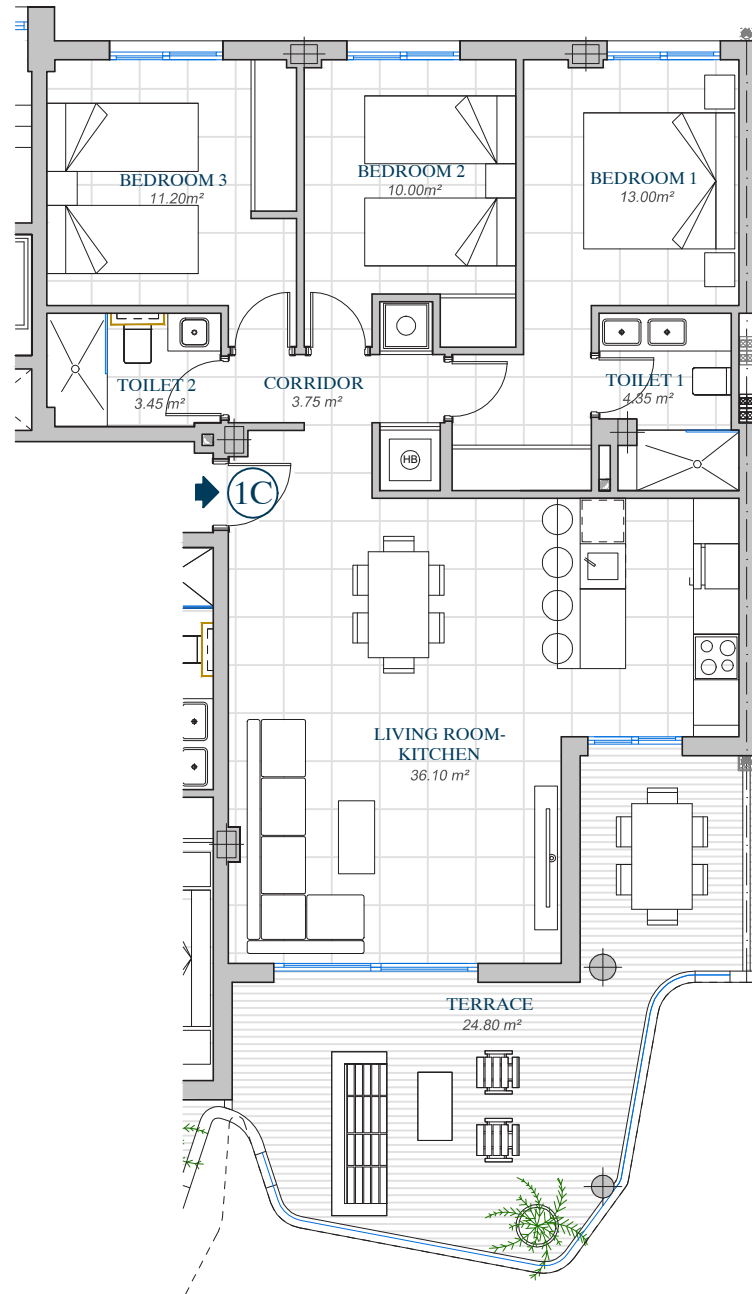 BEDROOM 3
11.20m²
BEDROOM 2
10.00m²
BEDROOM 1
13.00m²
TOILET 2
3.45 m²
CORRIDOR
3.75 m²
TOILET 1
4.35 m²
HB
1C
LIVING ROOM-
KITCHEN
36.10 m²
TERRACE
24.80 m²